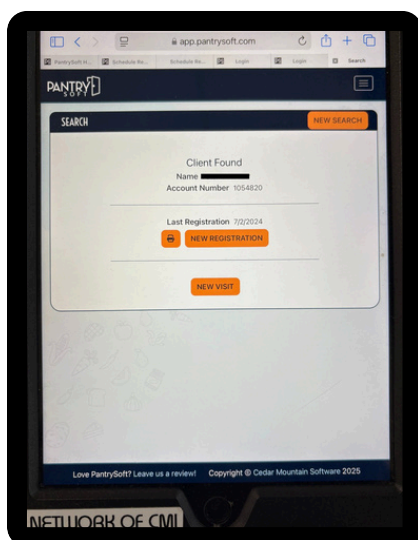 app.pantrysoft.com
PantrySoft H...
Schedule Re...
Schedule Re...
Login
Login
Search
PANTRY
SOFT
SEARCH
NEW SEARCH
Client Found
Name
Account Number 1054820
Last Registration 7/2/2024
NEW REGISTRATION
NEW VISIT
Love PantrySoft? Leave us a review!
Copyright © Cedar Mountain Software 2025
NETWORK OF CMI